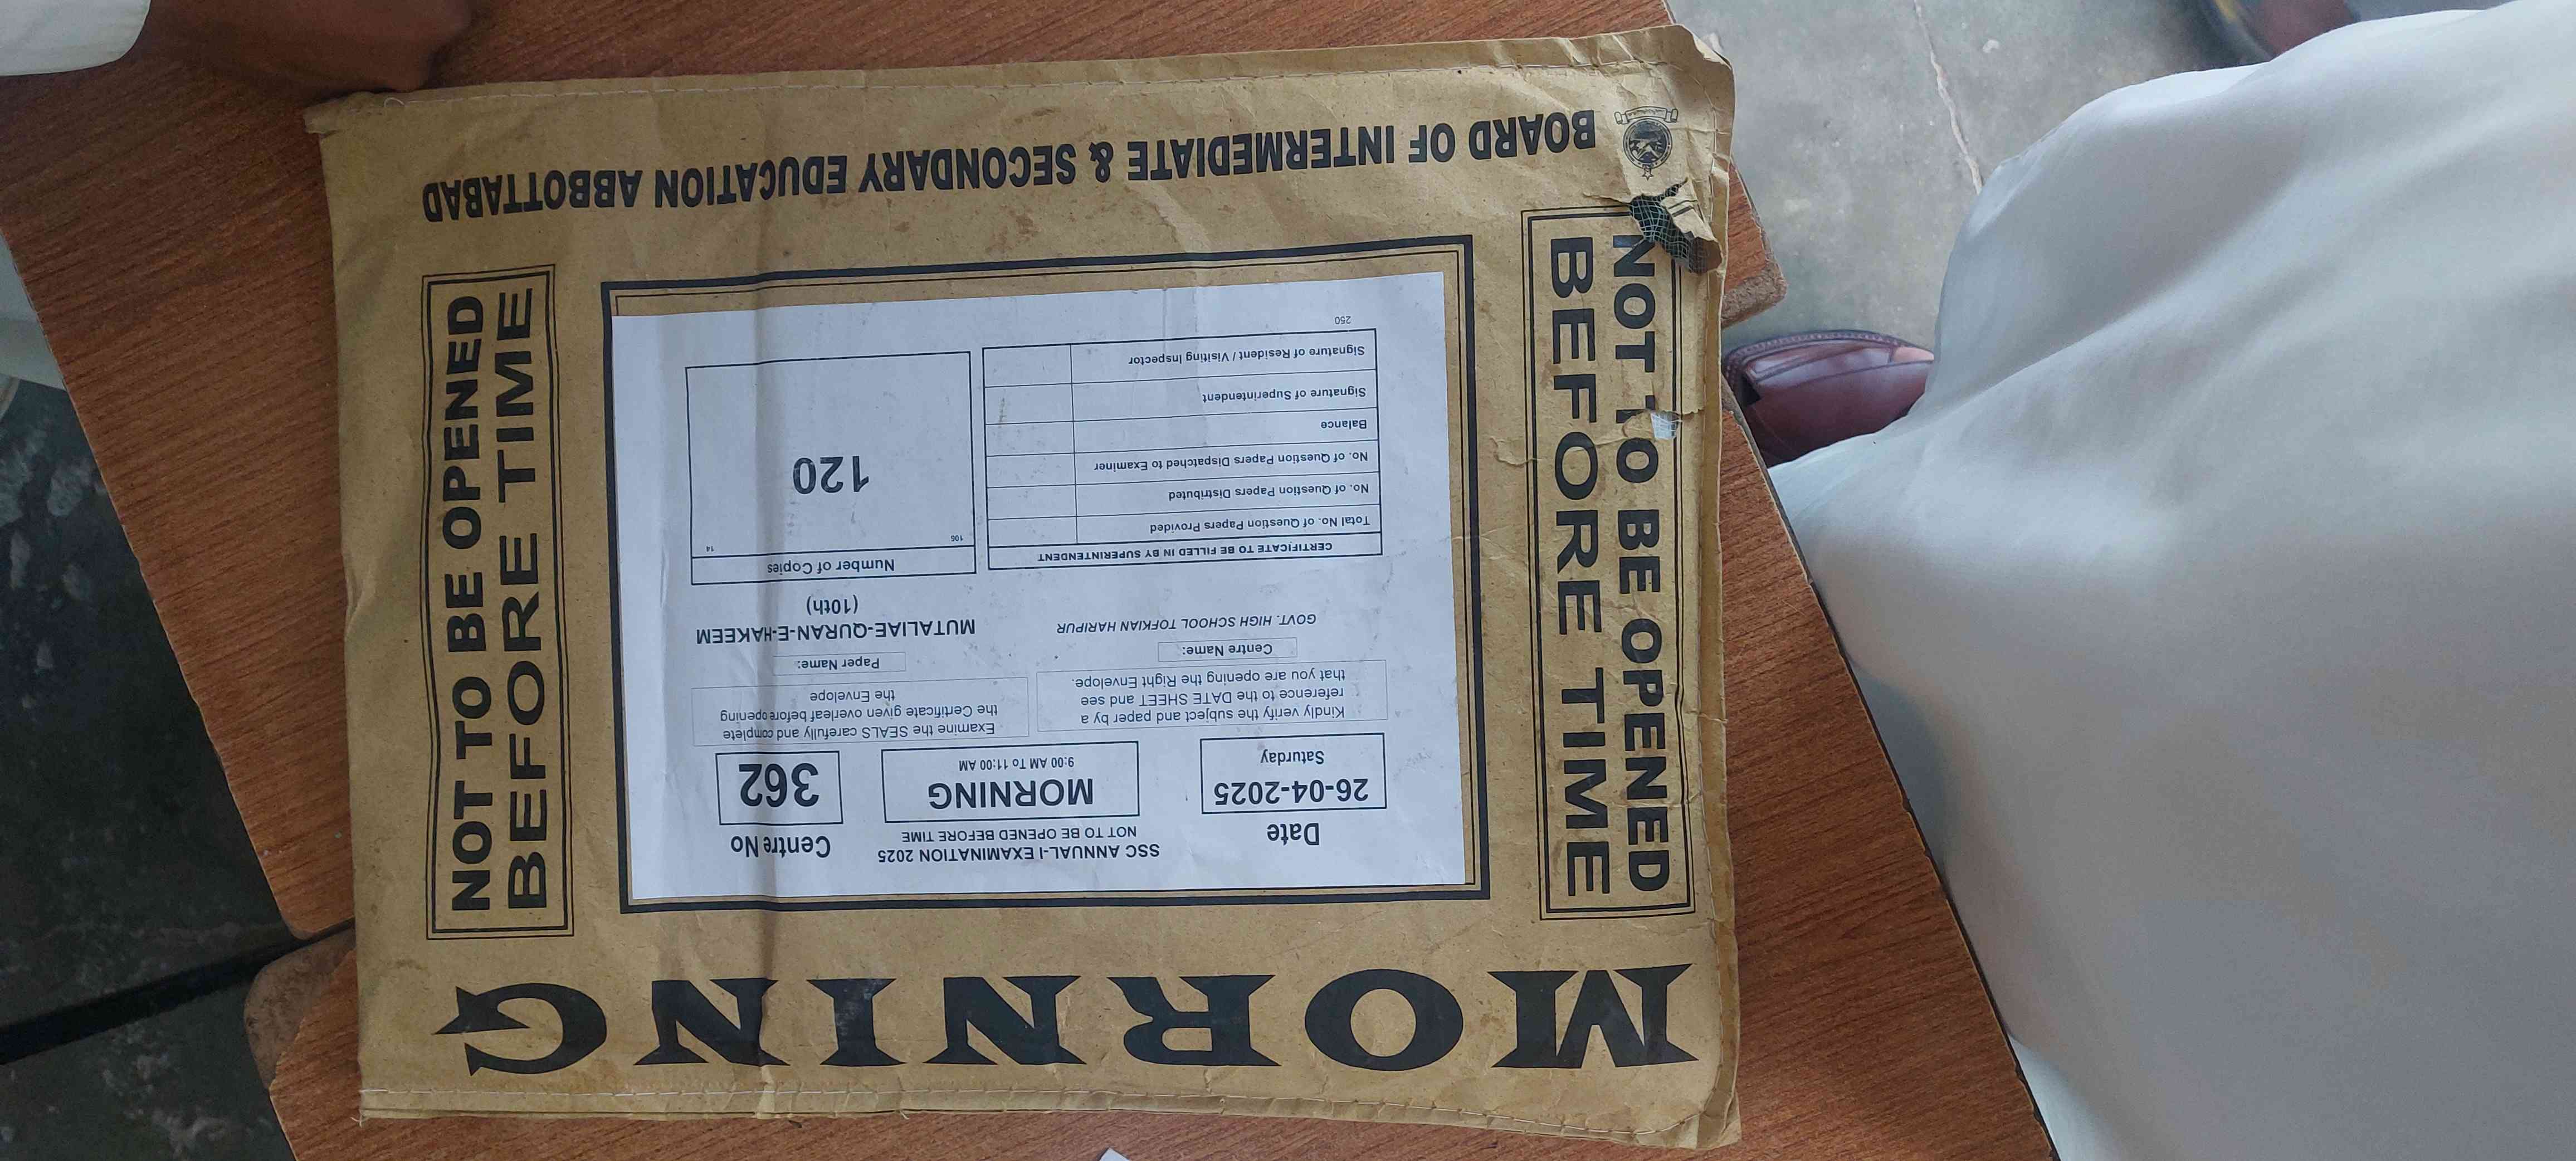 MORNING
NOT TO BE OPENED
BEFORE TIME
SSC ANNUAL-I EXAMINATION 2025
NOT TO BE OPENED BEFORE TIME
Date
26-04-2025
Saturday
MORNING
9:00 AM To 11:00 AM
Centre No
362
Kindly verify the subject and paper by a
reference to the DATE SHEET and see
that you are opening the Right Envelope.
Examine the SEALS carefully and complete
the Certificate given overleaf before opening
the Envelope
Centre Name:
GOVT. HIGH SCHOOL TOFKIAN HARIPUR
Paper Name:
MUTALIAE-QURAN-E-HAKEEM
(10th)
CERTIFICATE TO BE FILLED IN BY SUPERINTENDENT
Total No. of Question Papers Provided
No. of Question Papers Distributed
No. of Question Papers Dispatched to Examiner
Balance
Signature of Superintendent
Signature of Resident / Visiting Inspector
250
Number of Copies
106 14
120
NOT TO BE OPENED
BEFORE TIME
BOARD OF INTERMEDIATE & SECONDARY EDUCATION ABBOTTABAD